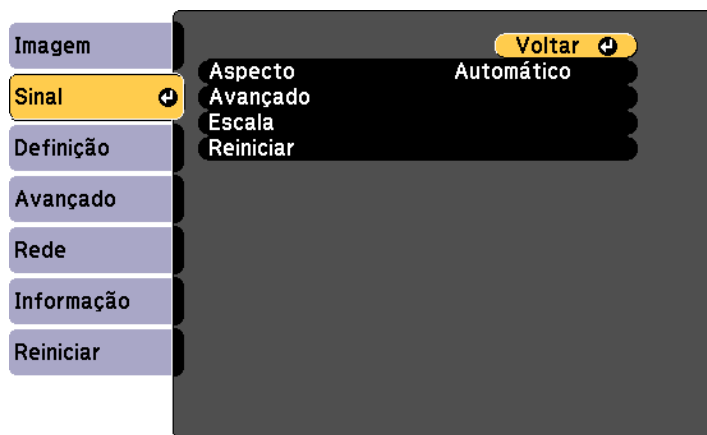 Imagem
Sinal
Definição
Avançado
Rede
Informação
Reiniciar
Voltar
Aspecto Automático
Avançado
Escala
Reiniciar